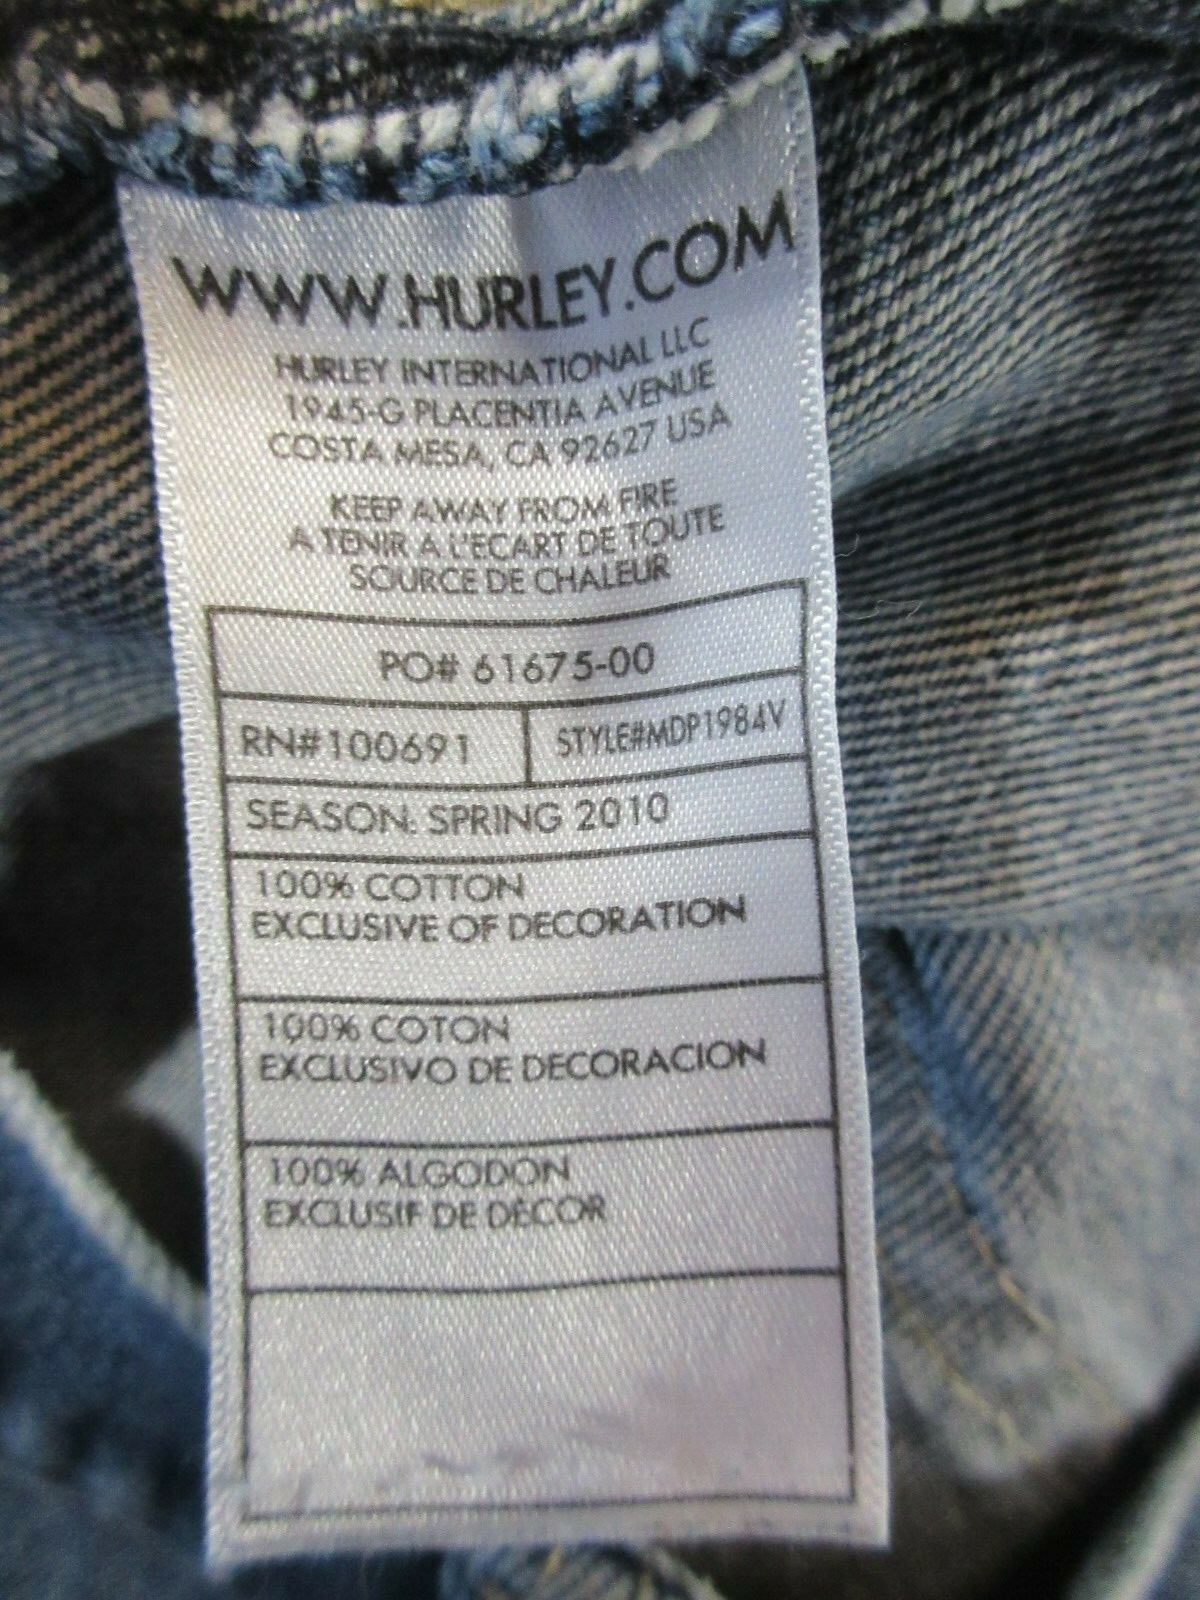 WWW.HURLEY.COM
HURLEY INTERNATIONAL LLC
1945-G PLACENTIA AVENUE
COSTA MESA, CA 92627 USA
KEEP AWAY FROM FIRE
A TENIR A L'ECART DE TOUTE
SOURCE DE CHALEUR
PO# 61675-00
RN#100691 STYLE#MDP1984V
SEASON: SPRING 2010
100% COTTON
EXCLUSIVE OF DECORATION
100% COTON
EXCLUSIVO DE DECORACION
100% ALGODON
EXCLUSIF DE DÉCOR